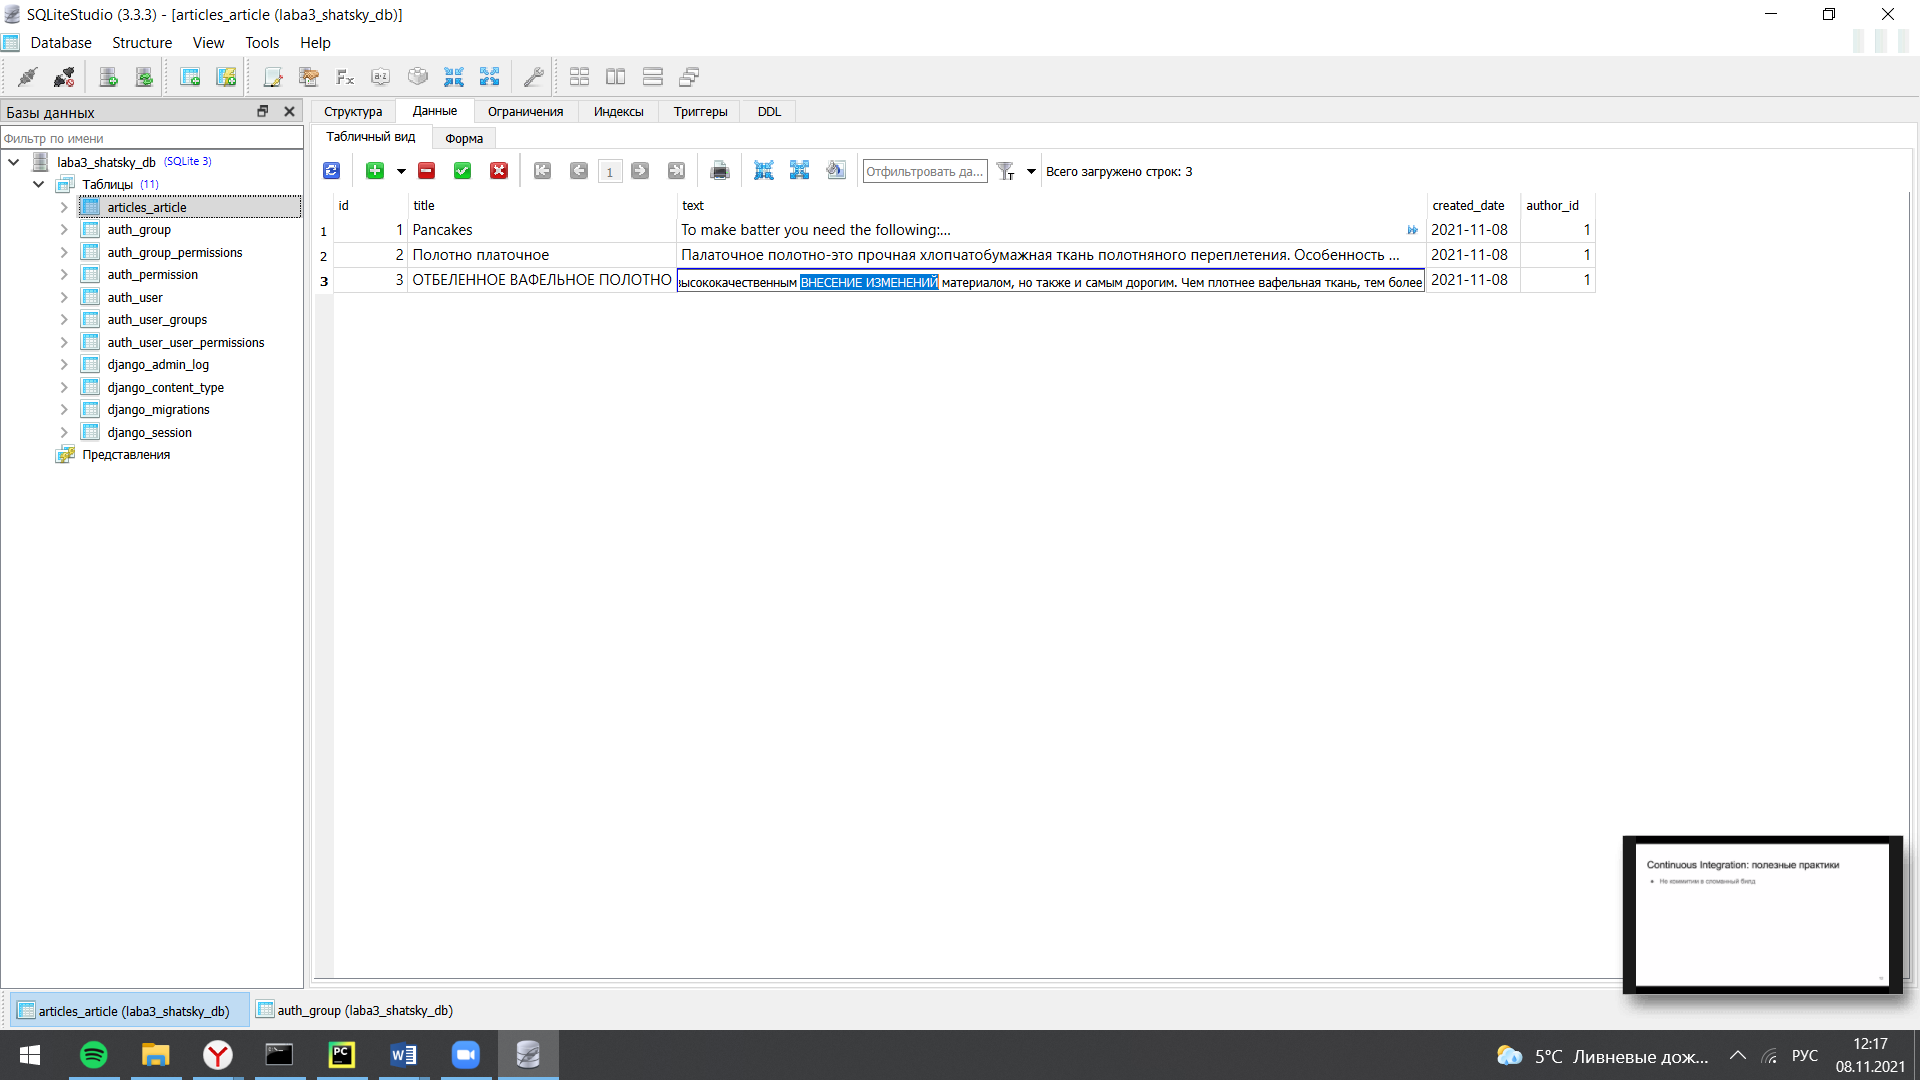 SQLiteStudio (3.3.3) - [articles_article (laba3_shatsky_db)]
Database Structure View Tools Help
Базы данных
Фильтр по имени
laba3_shatsky_db (SQLite 3)
Таблицы (11)
articles_article
auth_group
auth_group_permissions
auth_permission
auth_user
auth_user_groups
auth_user_user_permissions
django_admin_log
django_content_type
django_migrations
django_session
Представления
Структура Данные Ограничения Индексы Триггеры DDL
Табличный вид Форма
1 Отфильтровать да... Всего загружено строк: 3
id title text created_date author_id
1 1 Pancakes To make batter you need the following:... 2021-11-08 1
2 2 Полотно платочное Палаточное полотно-это прочная хлопчатобумажная ткань полотняного переплетения. Особенность ... 2021-11-08 1
3 3 ОТБЕЛЕННОЕ ВАФЕЛЬНОЕ ПОЛОТНО высококачественным ВНЕСЕНИЕ ИЗМЕНЕНИЙ материалом, но также и самым дорогим. Чем плотнее вафельная ткань, тем более 2021-11-08 1
Continuous Integration: полезные практики
• Не коммитим в сломанный билд
articles_article (laba3_shatsky_db) auth_group (laba3_shatsky_db)
5°C Ливневые дож... РУС 12:17
08.11.2021